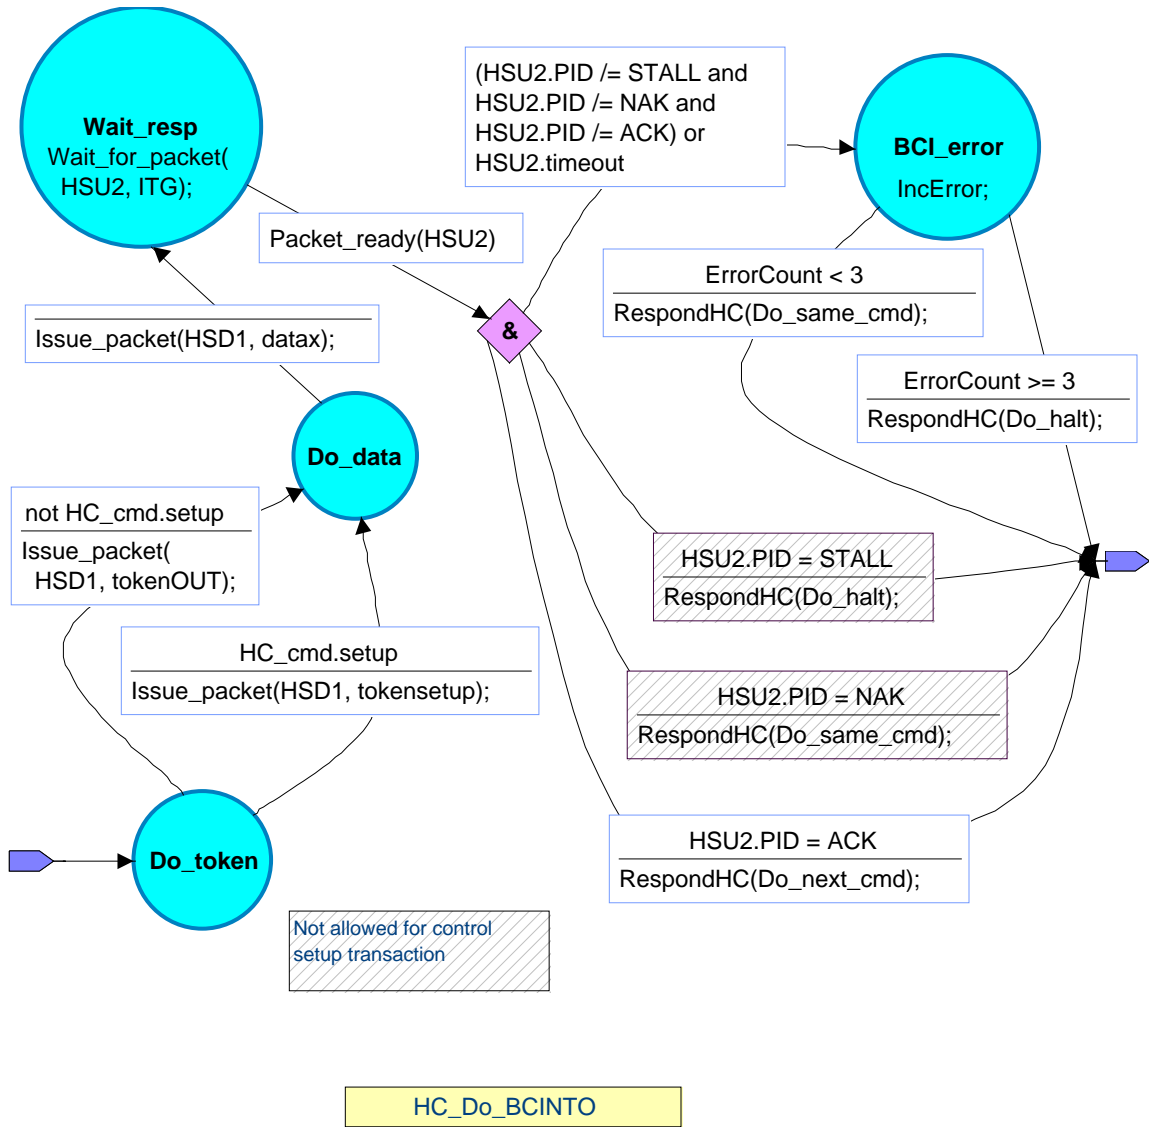 Wait_resp
Wait_for_packet(
HSU2, ITG);
(HSU2.PID /= STALL and
HSU2.PID /= NAK and
HSU2.PID /= ACK) or
HSU2.timeout
BCI_error
IncError;
Packet_ready(HSU2)
ErrorCount < 3
RespondHC(Do_same_cmd);
&
Issue_packet(HSD1, datax);
ErrorCount >= 3
RespondHC(Do_halt);
Do_data
not HC_cmd.setup
Issue_packet(
HSD1, tokenOUT);
HSU2.PID = STALL
RespondHC(Do_halt);
HC_cmd.setup
Issue_packet(HSD1, tokensetup);
HSU2.PID = NAK
RespondHC(Do_same_cmd);
HSU2.PID = ACK
RespondHC(Do_next_cmd);
Do_token
Not allowed for control
setup transaction
HC_Do_BCINTO